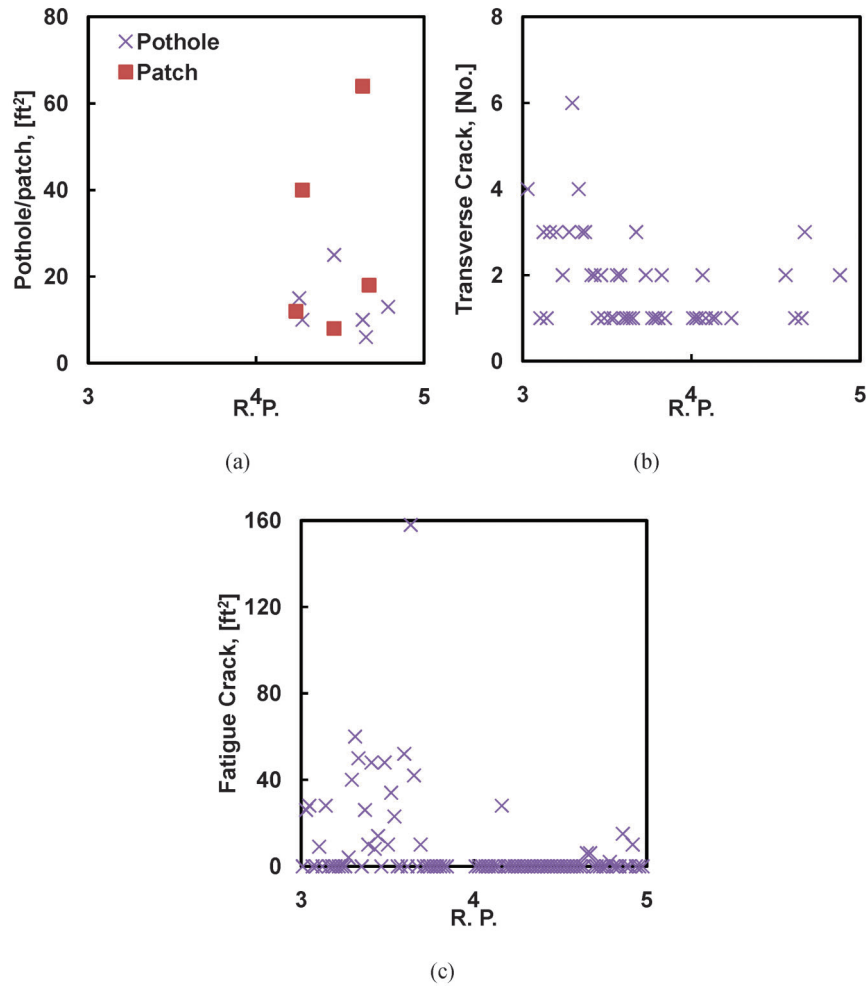 80
60
40
20
0
Pothole/patch, [ft²]
Pothole
Patch
3
4
5
R. P.
(a)
8
6
4
2
0
Transverse Crack, [No.]
3
4
5
R. P.
(b)
160
120
80
40
0
Fatigue Crack, [ft²]
3
4
5
R. P.
(c)